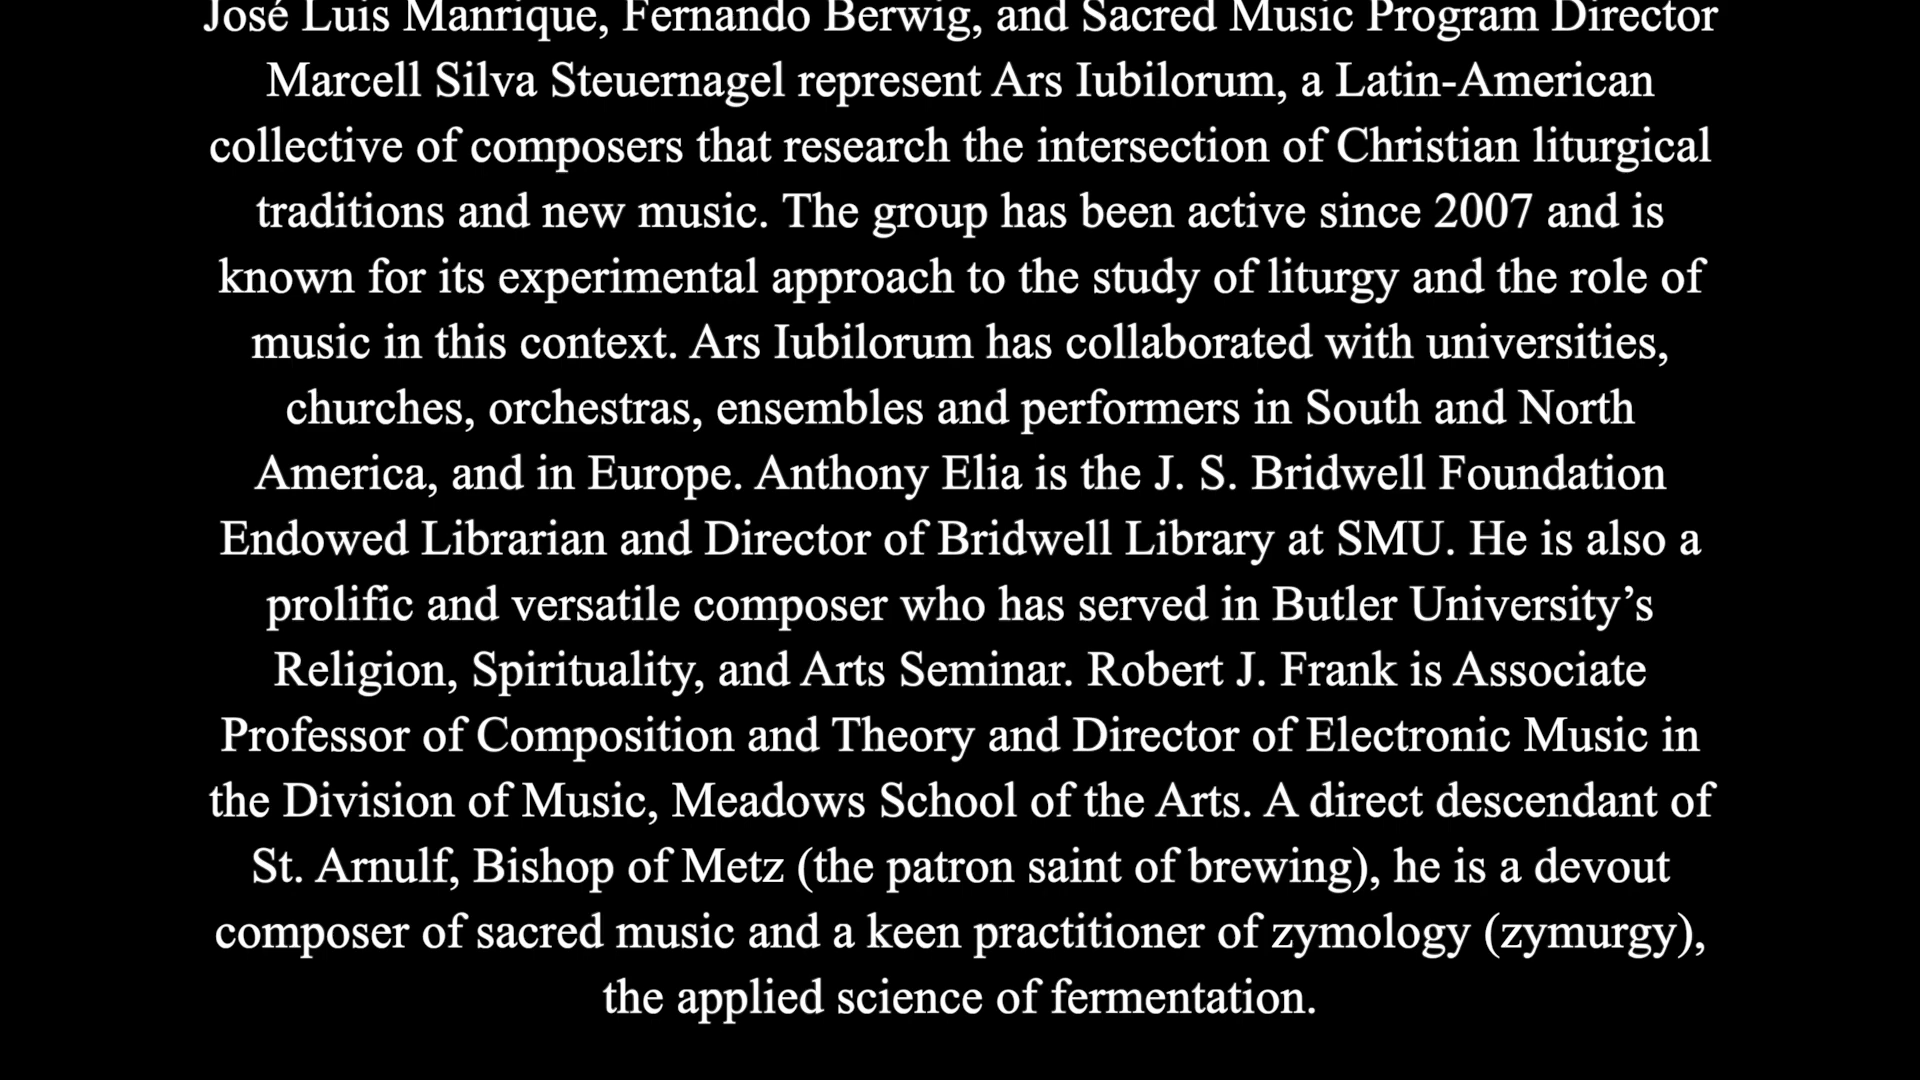 José Luis Manrique, Fernando Berwig, and Sacred Music Program Director
Marcell Silva Steuernagel represent Ars Iubilorum, a Latin-American
collective of composers that research the intersection of Christian liturgical
traditions and new music. The group has been active since 2007 and is
known for its experimental approach to the study of liturgy and the role of
music in this context. Ars Iubilorum has collaborated with universities,
churches, orchestras, ensembles and performers in South and North
America, and in Europe. Anthony Elia is the J. S. Bridwell Foundation
Endowed Librarian and Director of Bridwell Library at SMU. He is also a
prolific and versatile composer who has served in Butler University’s
Religion, Spirituality, and Arts Seminar. Robert J. Frank is Associate
Professor of Composition and Theory and Director of Electronic Music in
the Division of Music, Meadows School of the Arts. A direct descendant of
St. Arnulf, Bishop of Metz (the patron saint of brewing), he is a devout
composer of sacred music and a keen practitioner of zymology (zymurgy),
the applied science of fermentation.